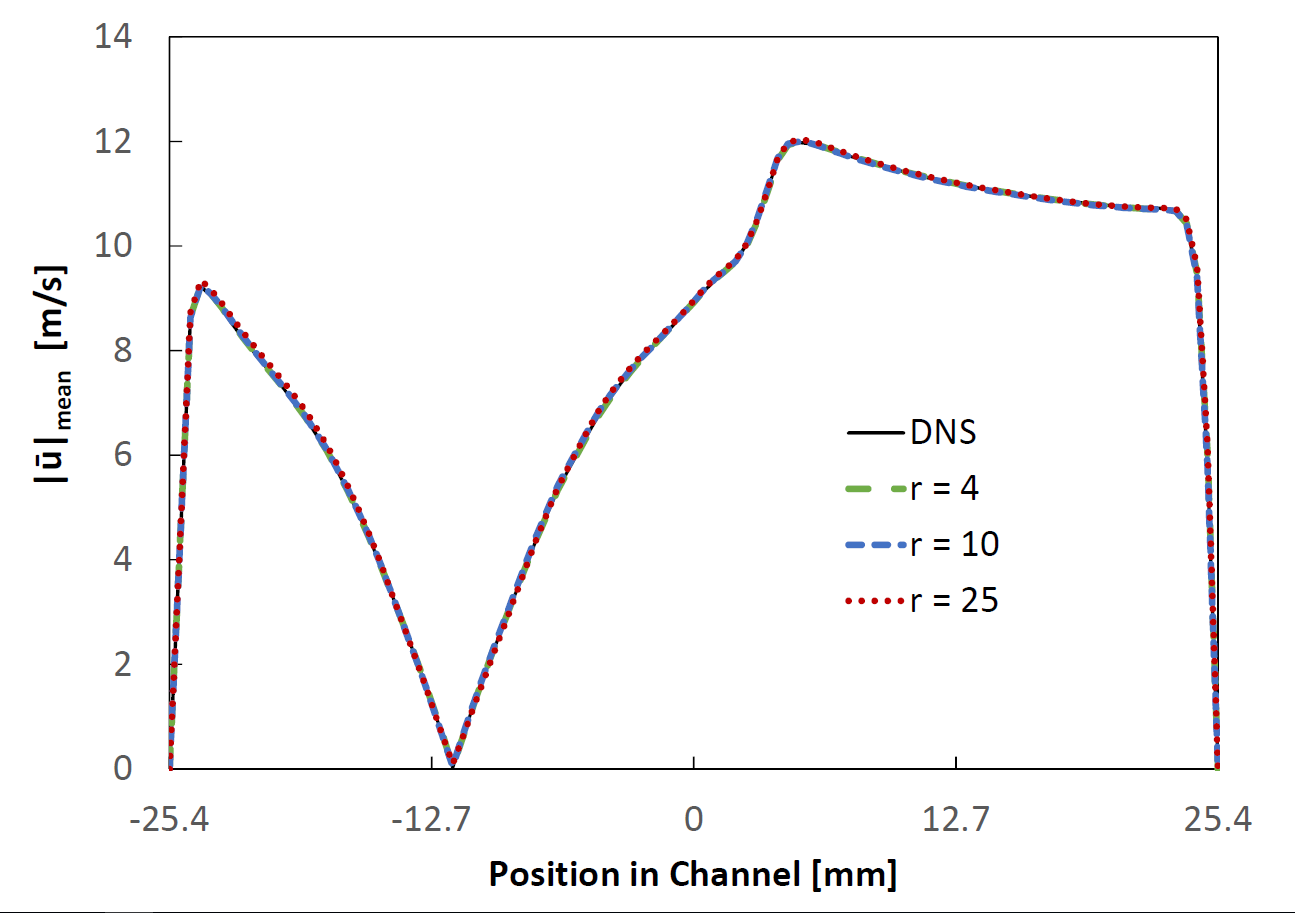 14
12
10
8
6
4
2
0
|ū|mean [m/s]
DNS
r = 4
r = 10
r = 25
-25.4 -12.7 0 12.7 25.4
Position in Channel [mm]